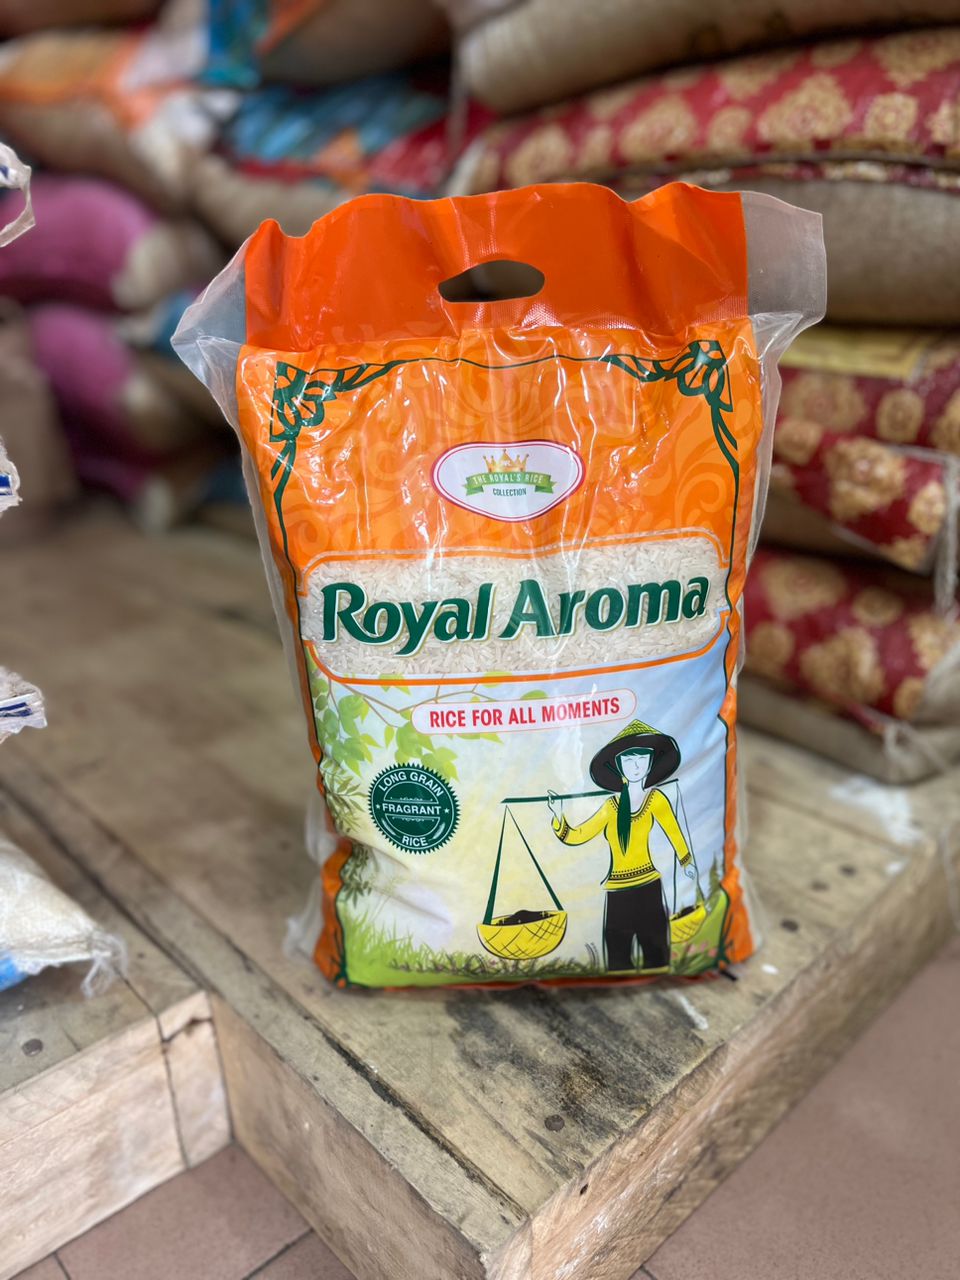 THE ROYAL'S RICE
COLLECTION
Royal Aroma
RICE FOR ALL MOMENTS
LONG GRAIN
FRAGRANT
RICE